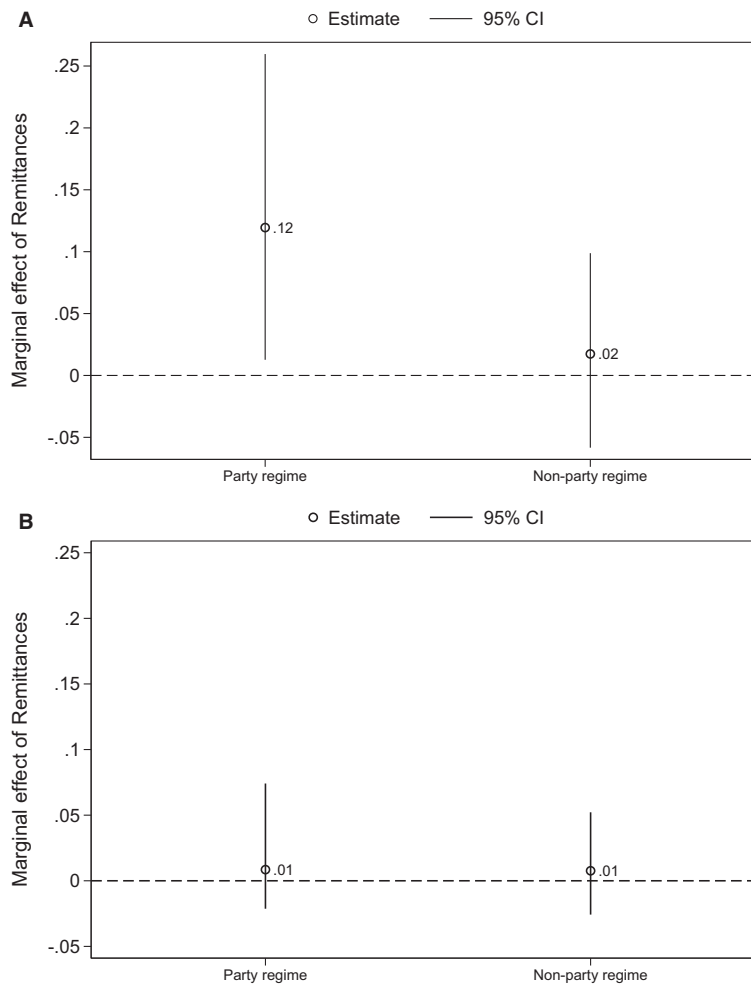 A
Estimate 95% CI
.25
.2
.15
.1
.05
0
-.05
Marginal effect of Remittances
.12
.02
Party regime Non-party regime
B
Estimate 95% CI
.25
.2
.15
.1
.05
0
-.05
Marginal effect of Remittances
.01
.01
Party regime Non-party regime